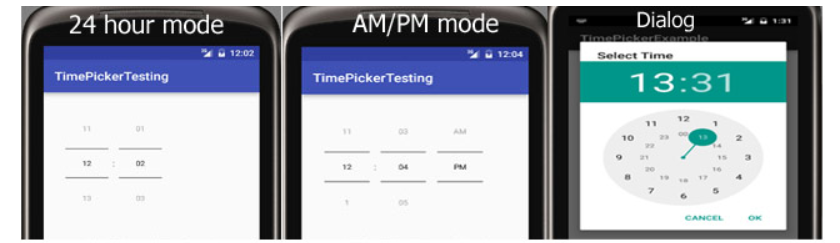 24 hour mode
12:02
TimePickerTesting
11 01
12 : 02
13 03
AM/PM mode
12:04
TimePickerTesting
11 03 AM
12 : 04 PM
1 05
Dialog
1:31
TimePickerExample
Select Time
13:31
12
11 1
00
23 13
10 2
22 14
9 21 15 3
20 16
8 19 17 4
18
7 5
6
CANCEL OK